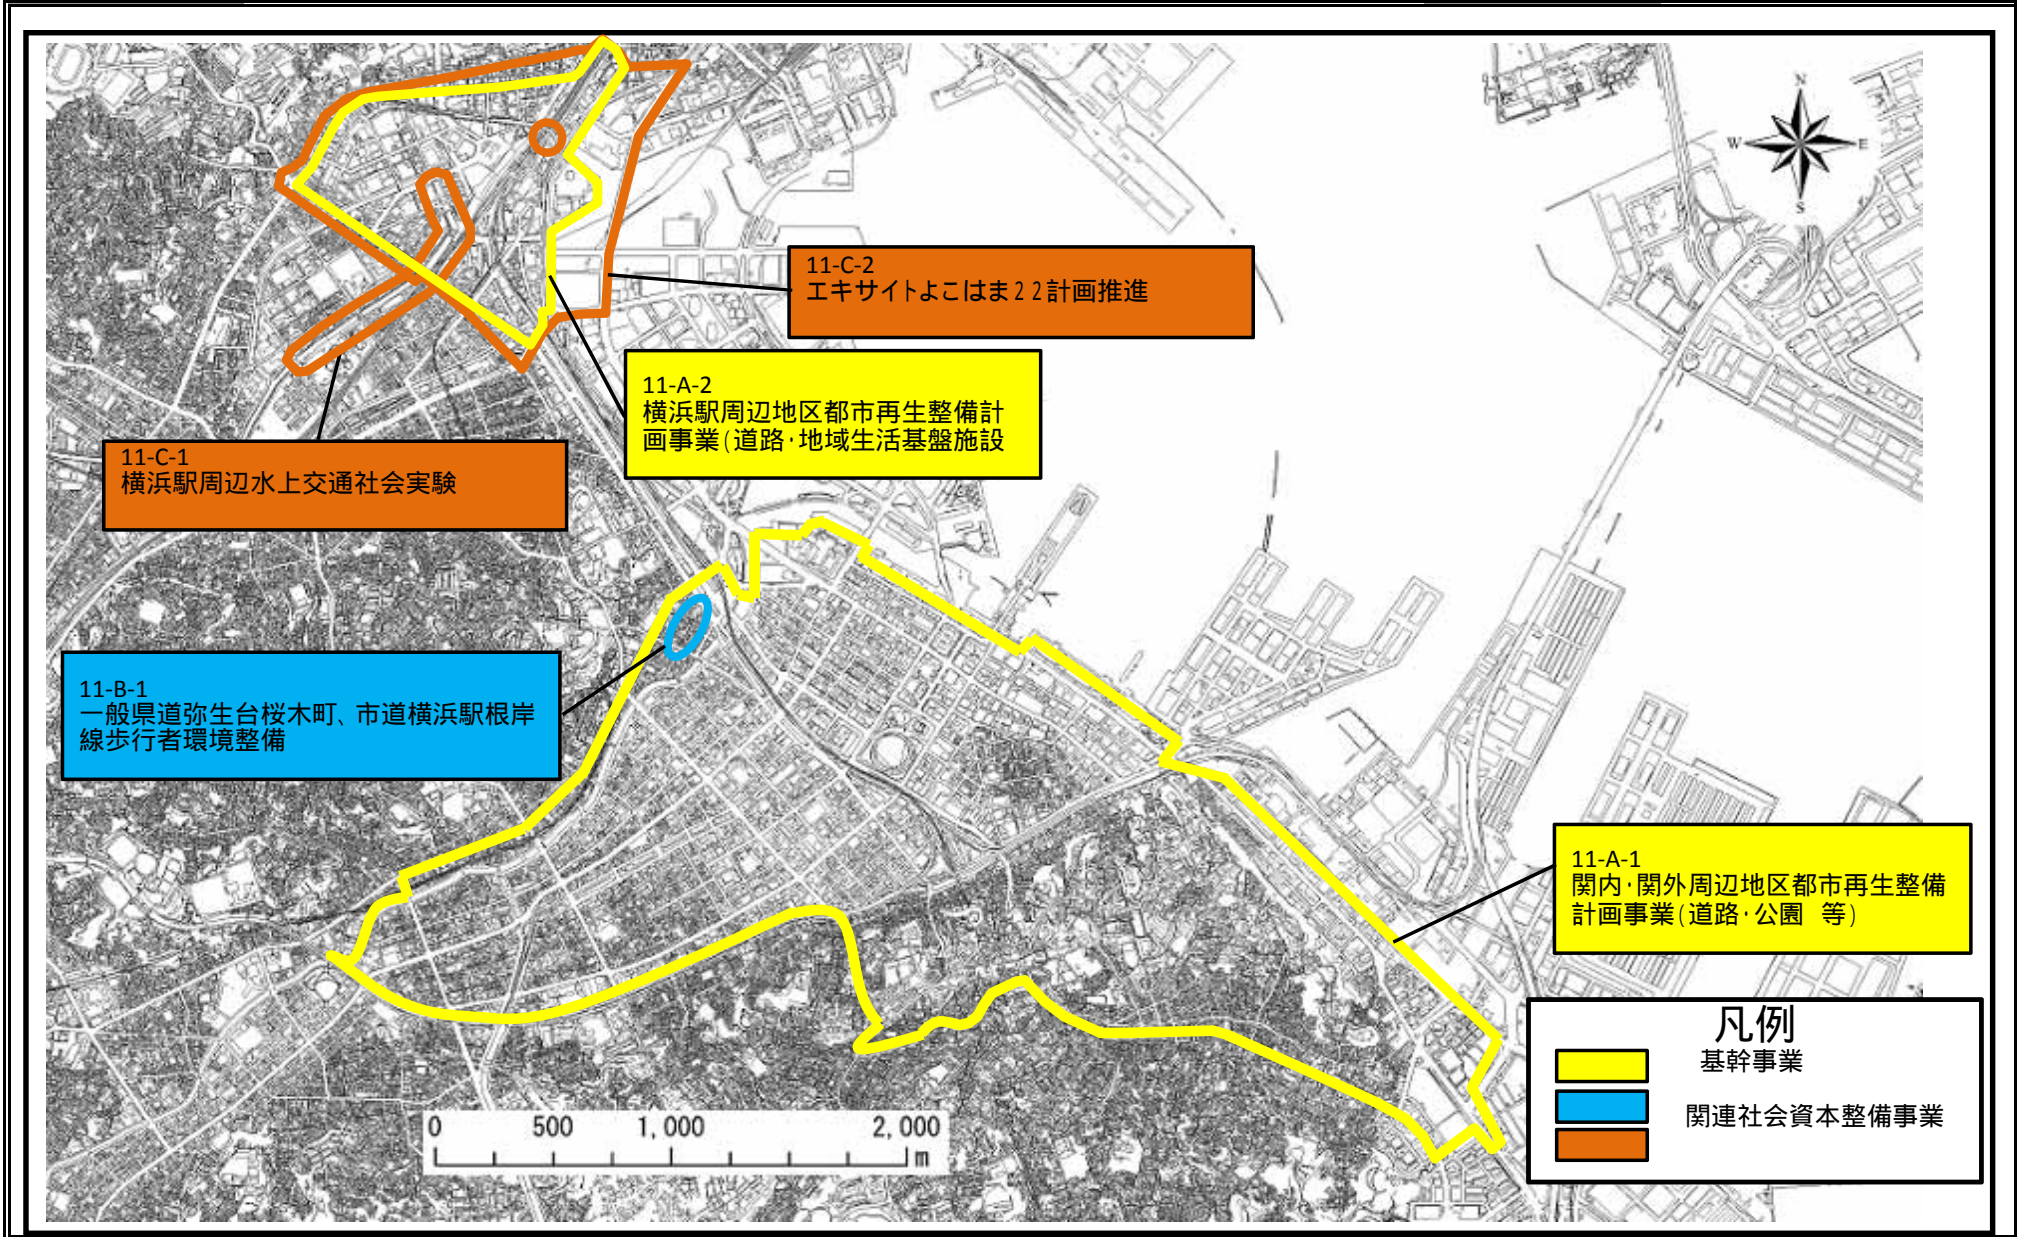 N
W E
S
11-C-2
エキサイトよこはま22計画推進
11-A-2
横浜駅周辺地区都市再生整備計
画事業(道路・地域生活基盤施設
11-C-1
横浜駅周辺水上交通社会実験
11-B-1
一般県道弥生台桜木町、市道横浜駅根岸
線歩行者環境整備
11-A-1
関内・関外周辺地区都市再生整備
計画事業(道路・公園 等)
凡例
基幹事業
関連社会資本整備事業
0 500 1,000 2,000
m